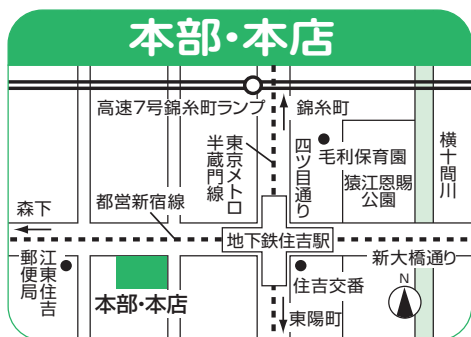 本部・本店
高速7号錦糸町ランプ
錦糸町
東京メトロ
半蔵門線
四ツ目通り
毛利保育園
猿江恩賜
公園
横十間川
森下
都営新宿線
地下鉄住吉駅
新大橋通り
江東住吉
郵便局
本部・本店
住吉交番
東陽町
N